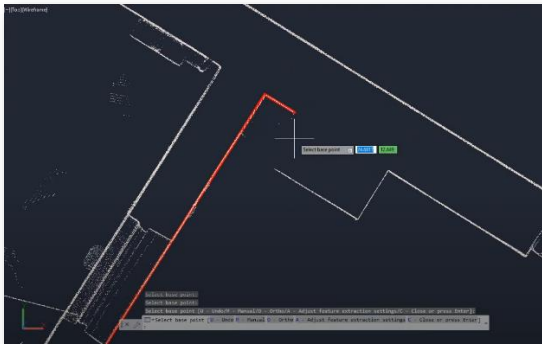 [-][Top][Wireframe]
Select base point
Select base point:
Select base point:
Select base point [U - Undo/M - Manual/O - Ortho/A - Adjust feature extraction settings/C - Close or press Enter]:
Select base point [U - Undo M - Manual O - Ortho A - Adjust feature extraction settings C - Close or press Enter]: